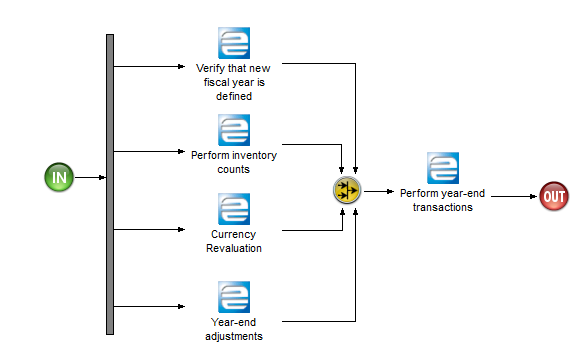 Verify that new
fiscal year is
defined
Perform inventory
counts
IN
Perform year-end
transactions
OUT
Currency
Revaluation
Year-end
adjustments